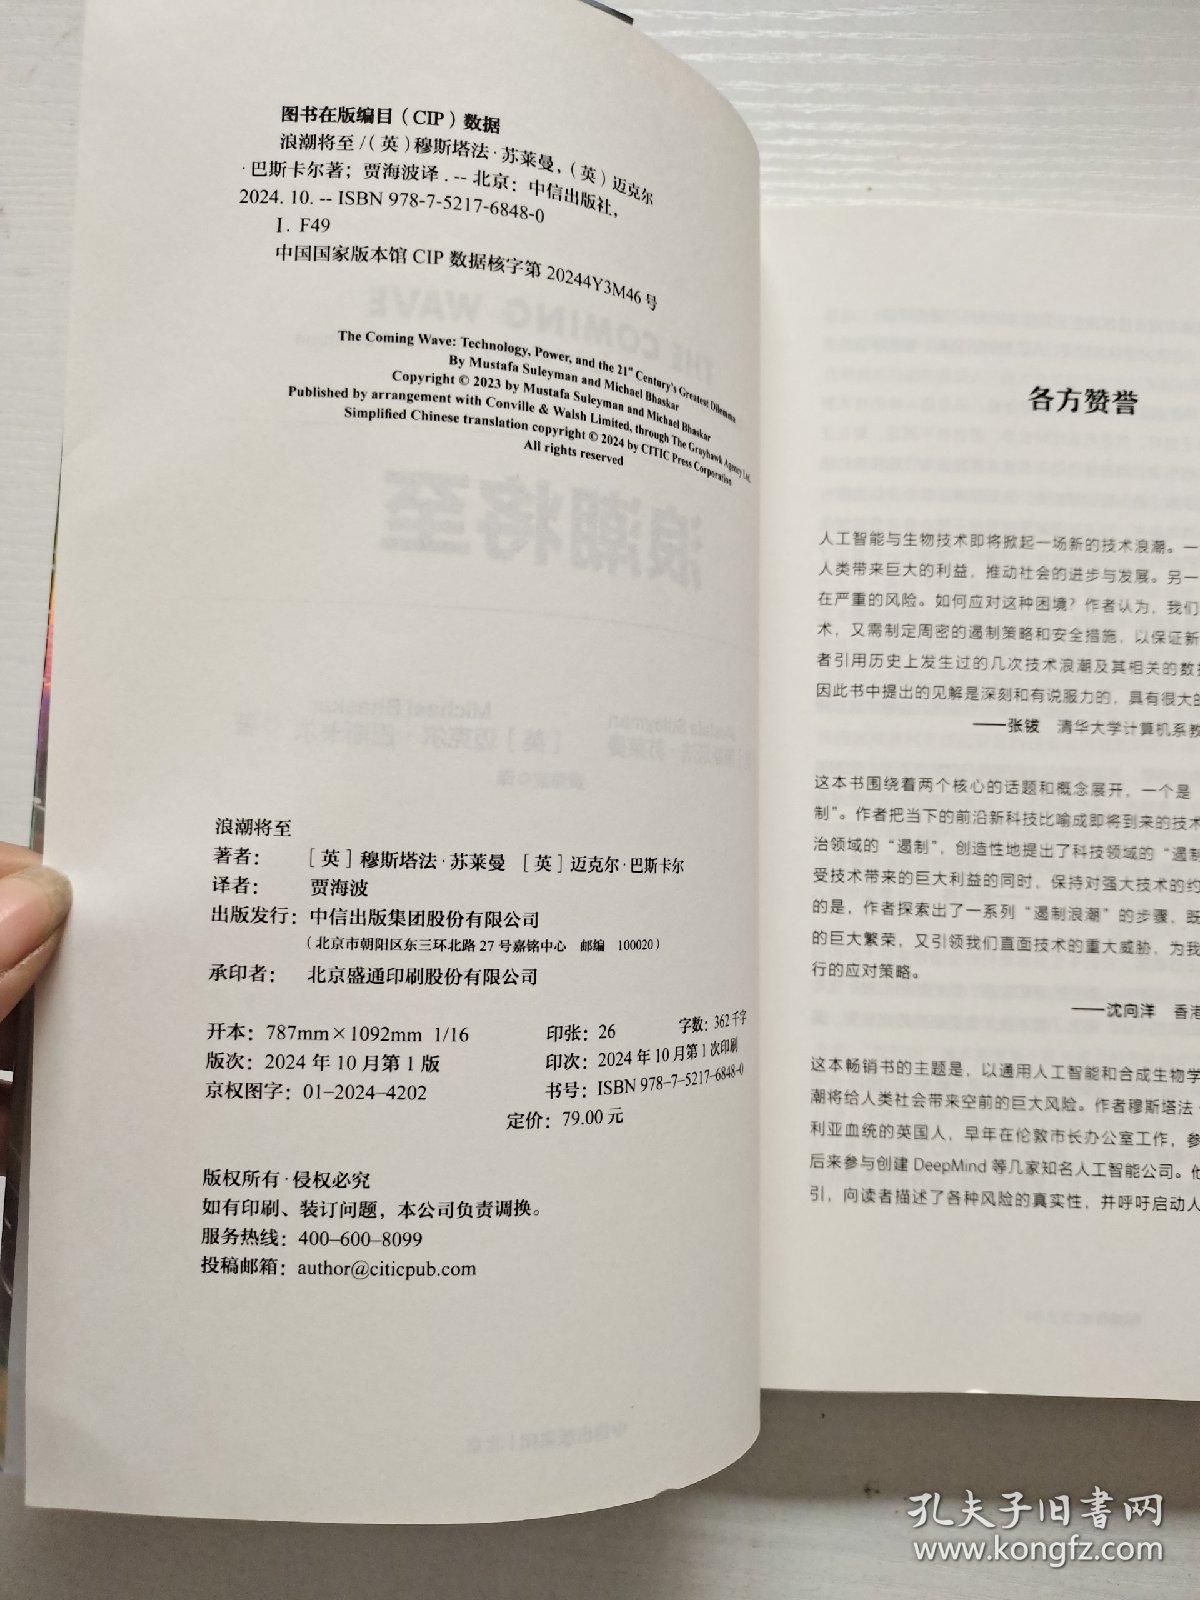 图书在版编目（CIP）数据
浪潮将至 /（英）穆斯塔法·苏莱曼，（英）迈克尔
·巴斯卡尔著；贾海波译 . -- 北京：中信出版社，
2024. 10. -- ISBN 978-7-5217-6848-0
I. F49
中国国家版本馆 CIP 数据核字第 20244Y3M46 号
The Coming Wave: Technology, Power, and the 21st Century's Greatest Dilemma
By Mustafa Suleyman and Michael Bhaskar
Copyright © 2023 by Mustafa Suleyman and Michael Bhaskar
Published by arrangement with Conville & Walsh Limited, through The Grayhawk Agency Ltd.
Simplified Chinese translation copyright © 2024 by CITIC Press Corporation
All rights reserved
浪潮将至
著者： ［英］穆斯塔法·苏莱曼 ［英］迈克尔·巴斯卡尔
译者： 贾海波
出版发行：中信出版集团股份有限公司
（北京市朝阳区东三环北路 27 号嘉铭中心 邮编 100020）
承印者： 北京盛通印刷股份有限公司
开本：787mm×1092mm 1/16 印张：26 字数：362 千字
版次：2024 年 10 月第 1 版 印次：2024 年 10 月第 1 次印刷
京权图字：01-2024-4202 书号：ISBN 978-7-5217-6848-0
定价：79.00 元
版权所有·侵权必究
如有印刷、装订问题，本公司负责调换。
服务热线：400-600-8099
投稿邮箱：author@citicpub.com
各方赞誉
人工智能与生物技术即将掀起一场新的技术浪潮。一
人类带来巨大的利益，推动社会的进步与发展。另一
在严重的风险。如何应对这种困境？作者认为，我们
术，又需制定周密的遏制策略和安全措施，以保证新
者引用历史上发生过的几次技术浪潮及其相关的数据
因此书中提出的见解是深刻和有说服力的，具有很大的
——张钹 清华大学计算机系教
这本书围绕着两个核心的话题和概念展开，一个是
制”。作者把当下的前沿新科技比喻成即将到来的技术
治领域的“遏制”，创造性地提出了科技领域的“遏制
受技术带来的巨大利益的同时，保持对强大技术的约
的是，作者探索出了一系列“遏制浪潮”的步骤，既
的巨大繁荣，又引领我们直面技术的重大威胁，为我
行的应对策略。
——沈向洋 香港
这本畅销书的主题是，以通用人工智能和合成生物学
潮将给人类社会带来空前的巨大风险。作者穆斯塔法·
利亚血统的英国人，早年在伦敦市长办公室工作，参
后来参与创建 DeepMind 等几家知名人工智能公司。他
引，向读者描述了各种风险的真实性，并呼吁启动人
孔夫子旧书网
www.kongfz.com